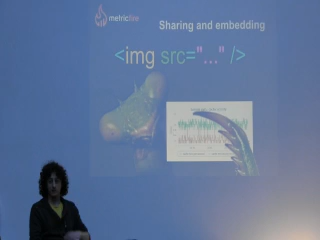 metricfire
Sharing and embedding
<img src="..." />